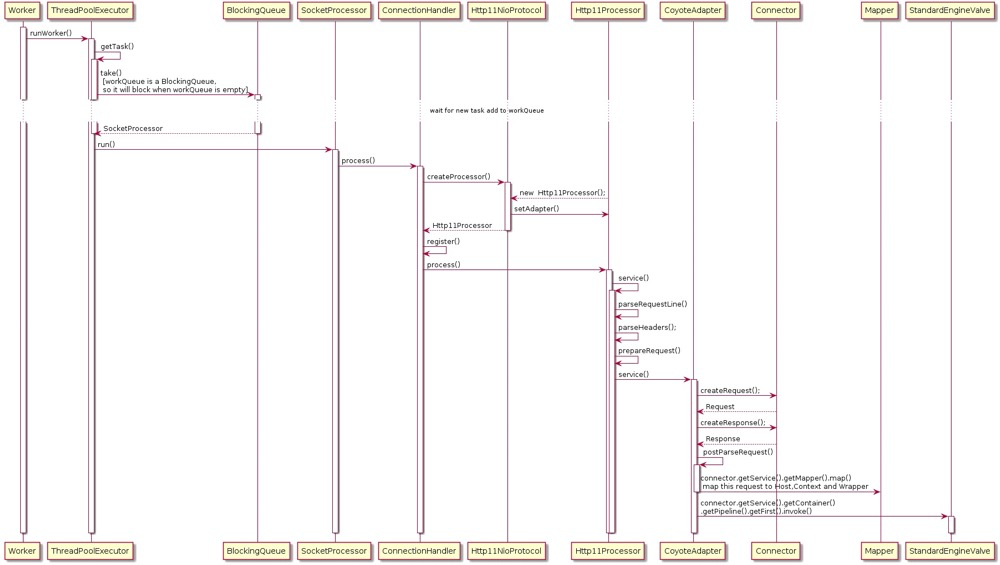 Worker ThreadPoolExecutor BlockingQueue SocketProcessor ConnectionHandler Http11NioProtocol Http11Processor CoyoteAdapter Connector Mapper StandardEngineValve
runWorker()
getTask()
take()
[workQueue is a BlockingQueue,
so it will block when workQueue is empty]
wait for new task add to workQueue
SocketProcessor
run()
process()
createProcessor()
new Http11Processor();
setAdapter()
Http11Processor
register()
process()
service()
parseRequestLine()
parseHeaders();
prepareRequest()
service()
createRequest();
Request
createResponse();
Response
postParseRequest()
connector.getService().getMapper().map()
map this request to Host,Context and Wrapper
connector.getService().getContainer()
.getPipeline().getFirst().invoke()
Worker ThreadPoolExecutor BlockingQueue SocketProcessor ConnectionHandler Http11NioProtocol Http11Processor CoyoteAdapter Connector Mapper StandardEngineValve